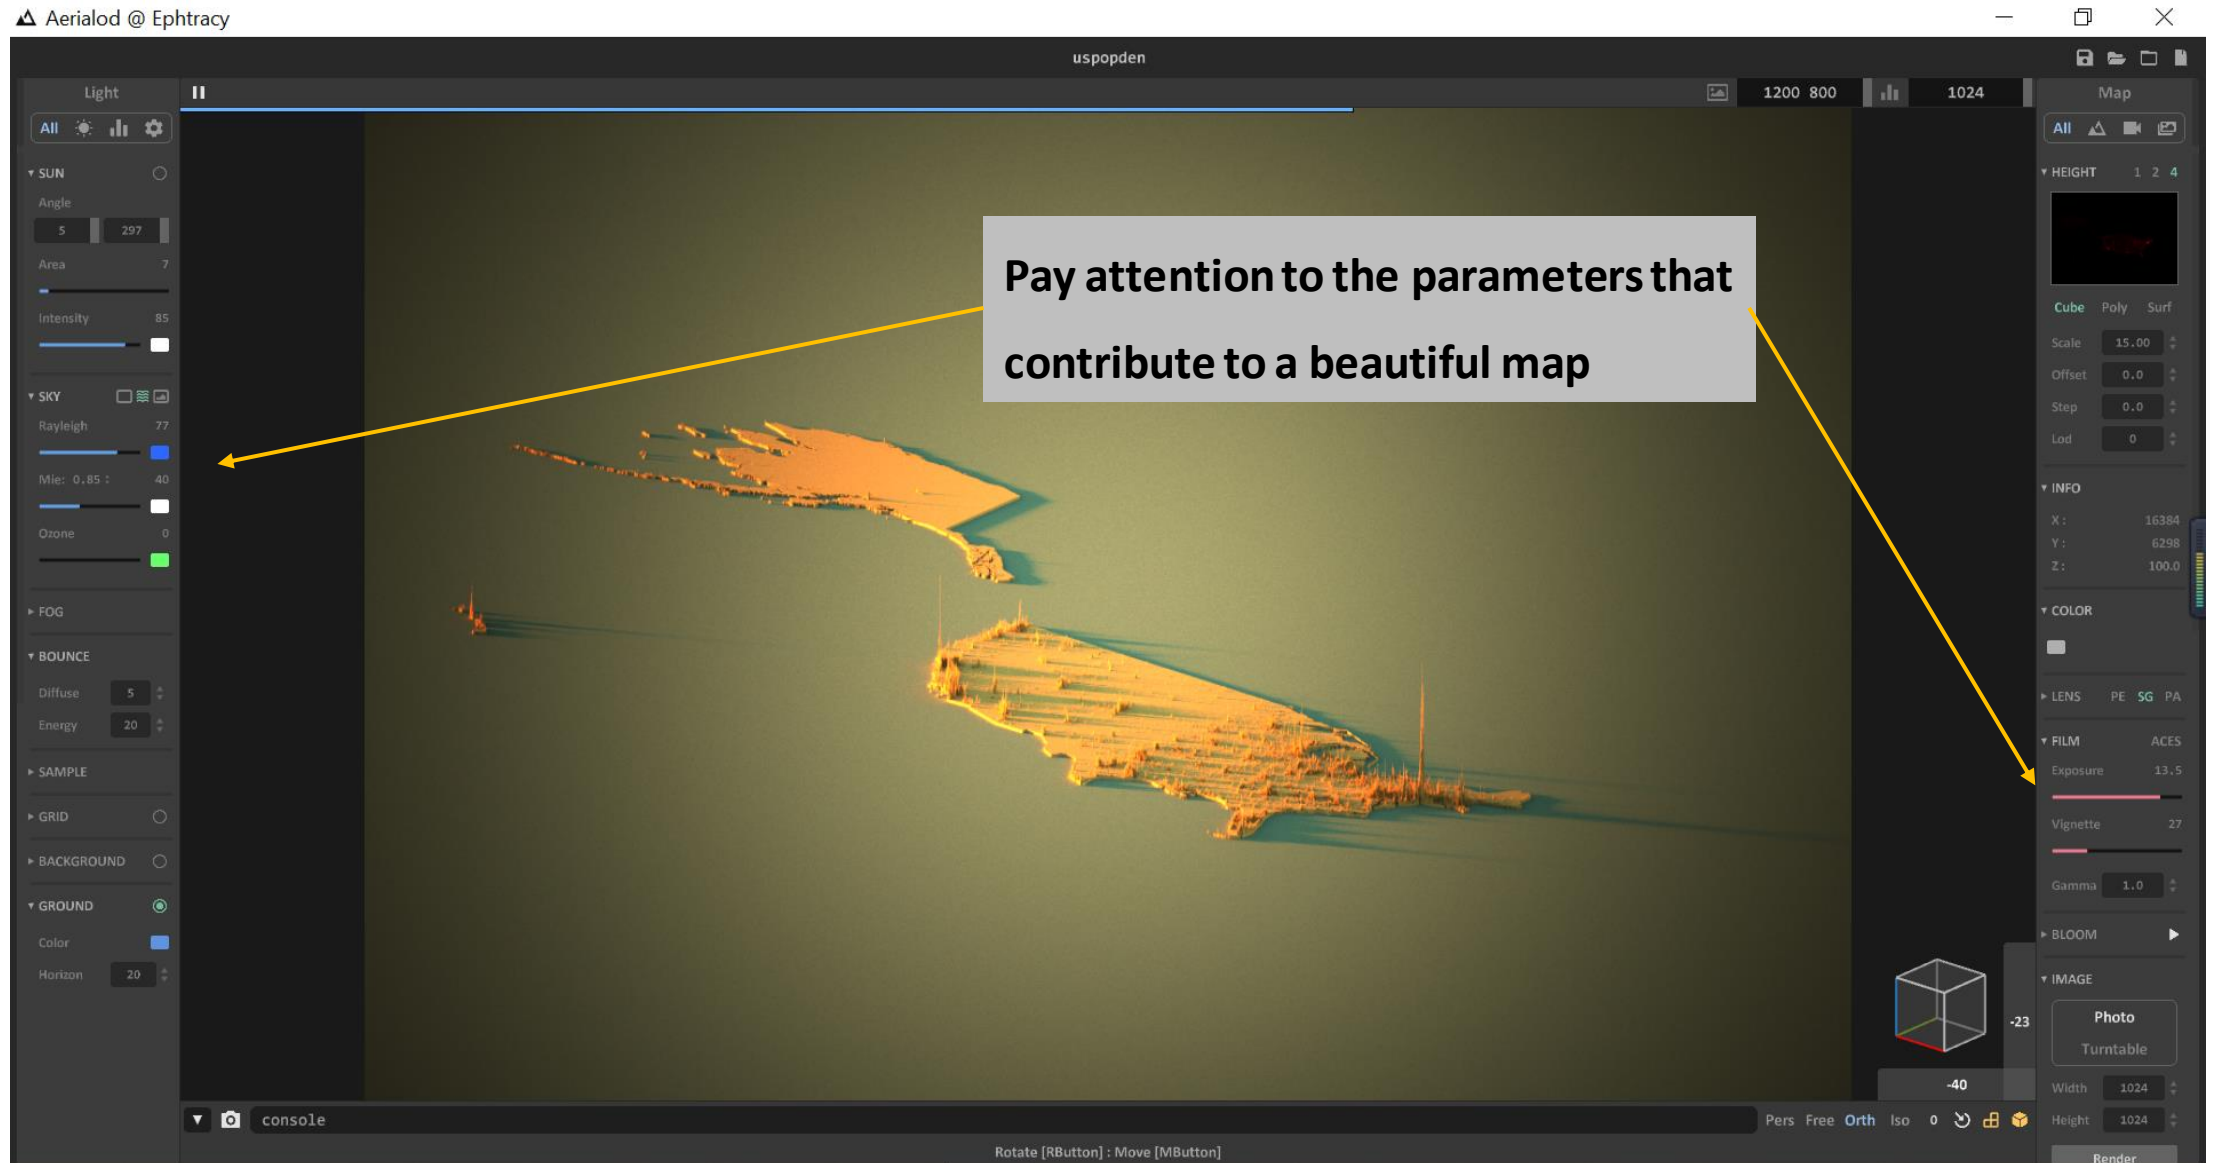 Aerialod @ Ephtracy
uspopden
Light
1200 800
1024
Map
All
All
SUN
Angle
5 297
Area 7
Intensity 85
SKY
Rayleigh 77
Mie: 0.85 : 40
Ozone 0
FOG
BOUNCE
Diffuse 5
Energy 20
SAMPLE
GRID
BACKGROUND
GROUND
Color
Horizon 20
Pay attention to the parameters that
contribute to a beautiful map
HEIGHT 1 2 4
Cube Poly Surf
Scale 15.00
Offset 0.0
Step 0.0
Lod 0
INFO
X: 16384
Y: 6298
Z: 100.0
COLOR
LENS PE SG PA
FILM ACES
Exposure 13.5
Vignette 27
Gamma 1.0
BLOOM
IMAGE
Photo
Turntable
Width 1024
Height 1024
Render
-23
-40
console
Pers Free Orth Iso 0
Rotate [RButton] : Move [MButton]